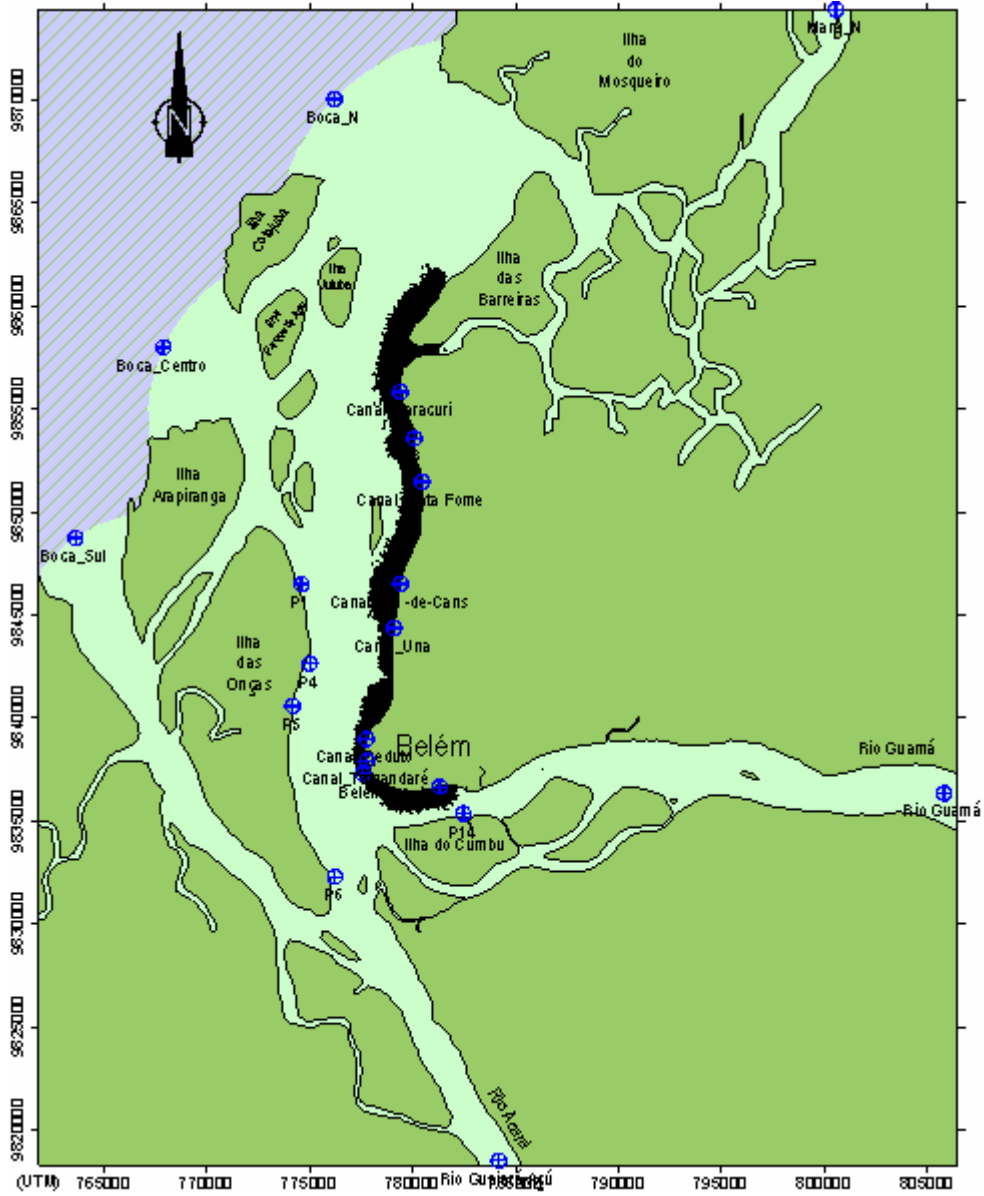 Ilha
do
Mosqueiro
N
Boca_N
9870000
9865000
Ilha
das
Barreiras
9860000
Boca_Centro
9855000
Ilha
Arapiranga
9850000
Boca_Sul
P1
9845000
Ilha
das
Onças
Canal_Una
P4
P5
9840000
Belém
Rio Guamá
Rio Guamá
Canal_Tamandaré
9835000
P14
Ilha do Cumbu
P6
9830000
9825000
Rio Acará
9820000
(UTM) 765000 770000 775000 780000 790000 795000 800000 805000